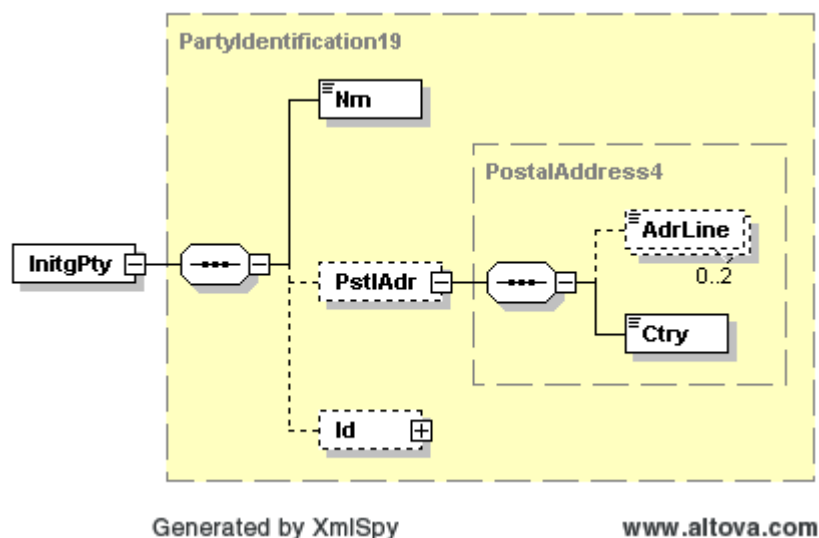 PartyIdentification19
Nm
PostalAddress4
AdrLine
0..2
InitgPty
PstlAdr
Ctry
Id
Generated by XmlSpy
www.altova.com